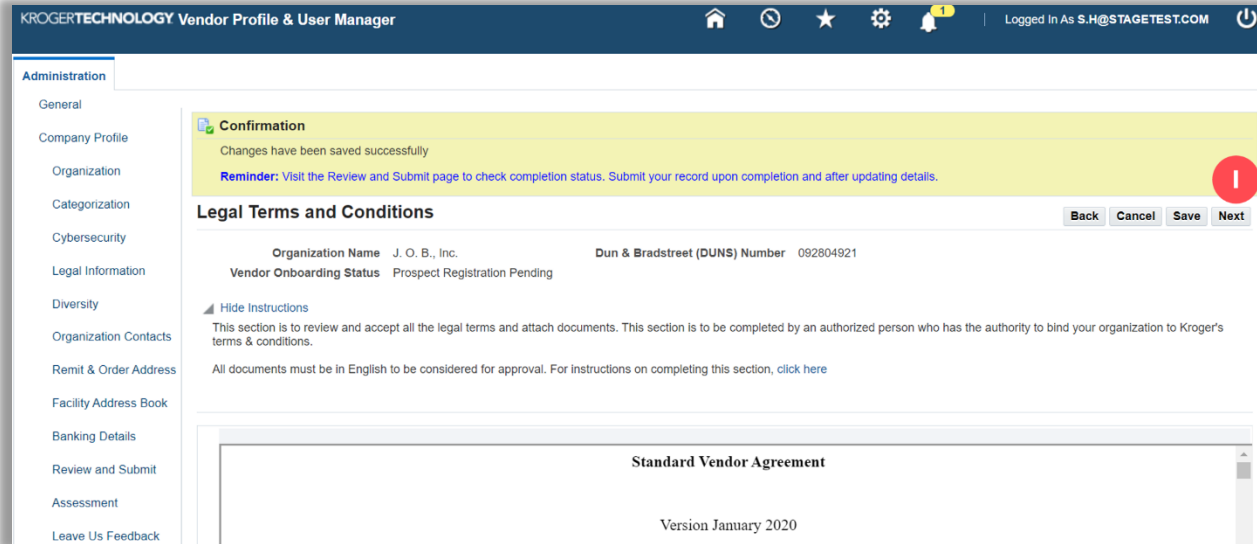 KROGERTECHNOLOGY Vendor Profile & User Manager
1
Logged In As S.H@STAGETEST.COM
Administration
General
Company Profile
Organization
Categorization
Cybersecurity
Legal Information
Diversity
Organization Contacts
Remit & Order Address
Facility Address Book
Banking Details
Review and Submit
Assessment
Leave Us Feedback
Confirmation
Changes have been saved successfully
Reminder: Visit the Review and Submit page to check completion status. Submit your record upon completion and after updating details.
I
Legal Terms and Conditions
Back Cancel Save Next
Organization Name J. O. B., Inc. Dun & Bradstreet (DUNS) Number 092804921
Vendor Onboarding Status Prospect Registration Pending
Hide Instructions
This section is to review and accept all the legal terms and attach documents. This section is to be completed by an authorized person who has the authority to bind your organization to Kroger's
terms & conditions.
All documents must be in English to be considered for approval. For instructions on completing this section, click here
Standard Vendor Agreement
Version January 2020